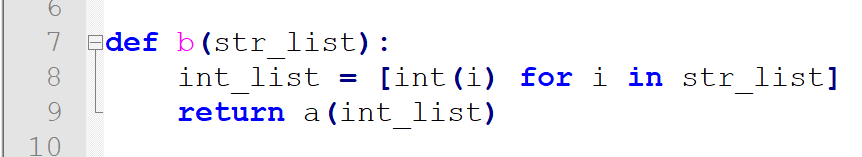 6
7 def b(str_list):
8 int_list = [int(i) for i in str_list]
9 return a(int_list)
10